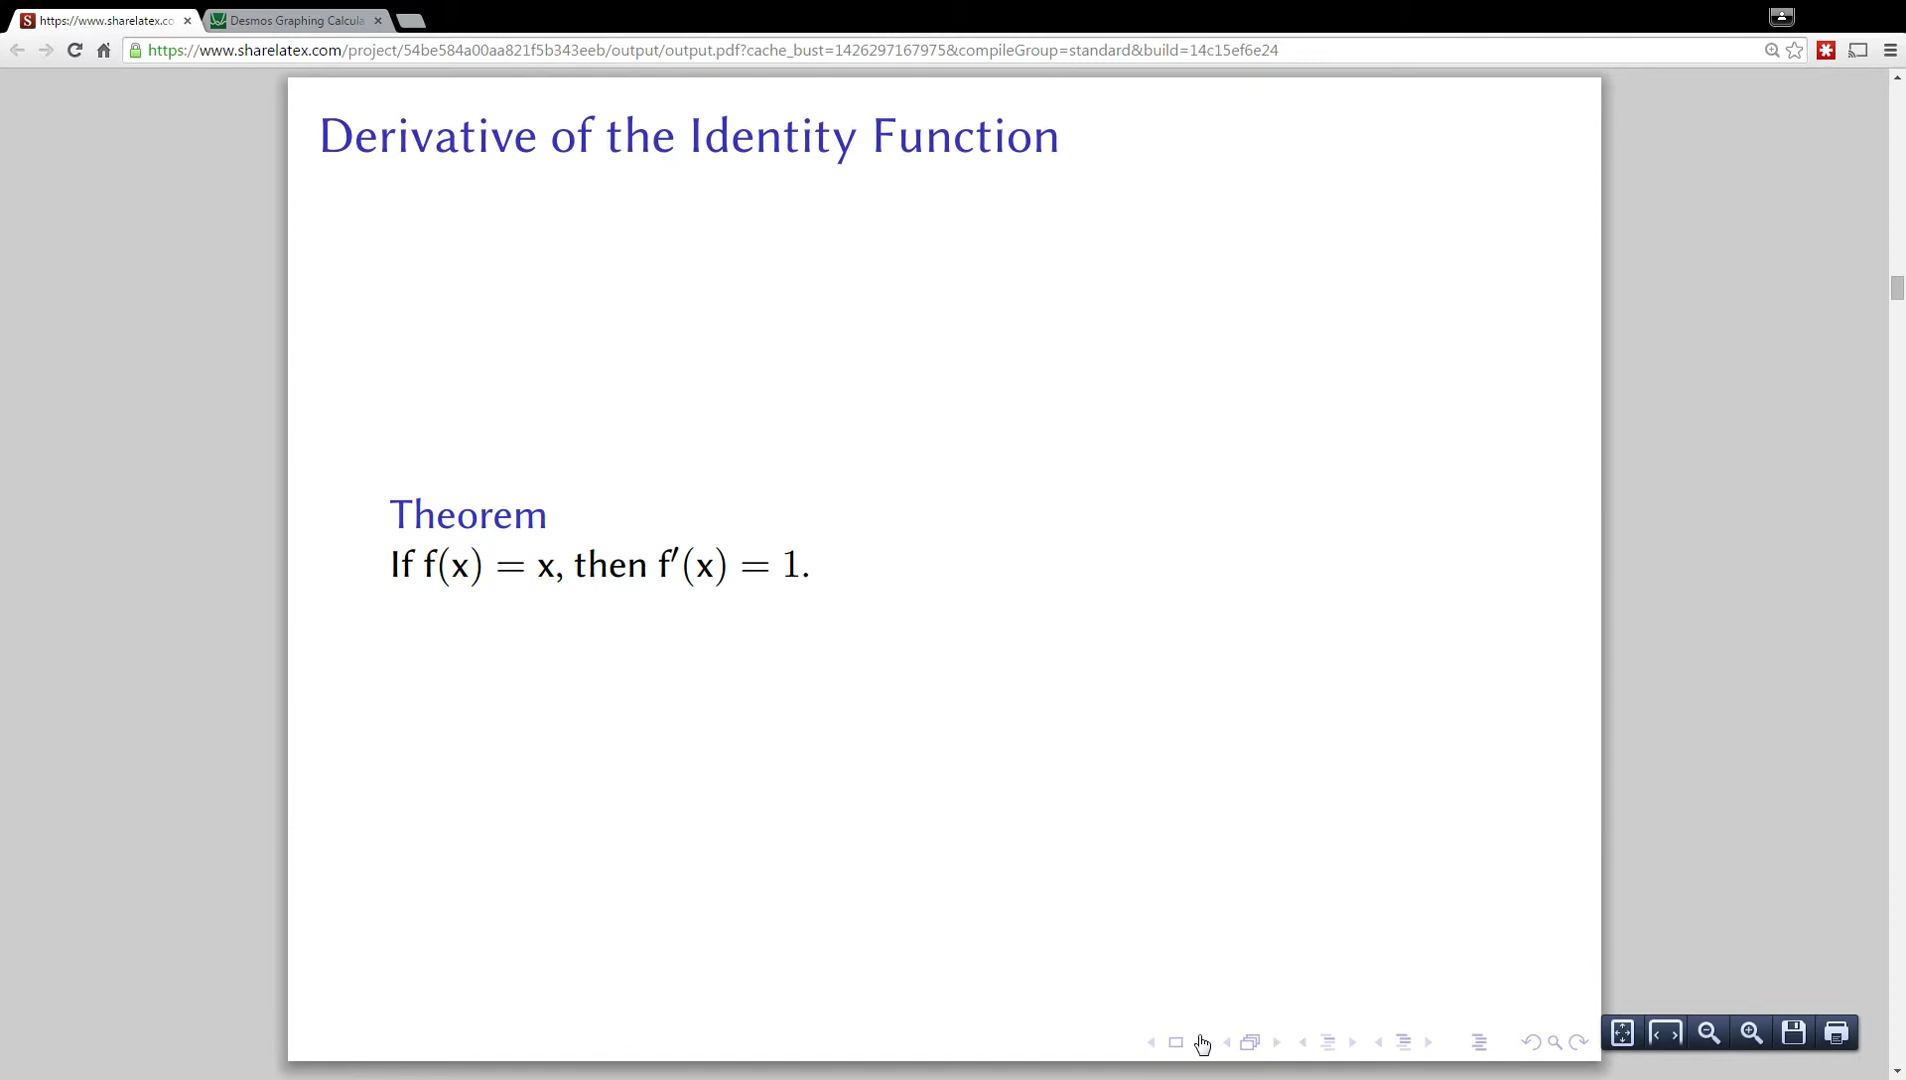 https://www.sharelatex.co
Desmos Graphing Calcula
https://www.sharelatex.com/project/54be584a00aa821f5b343eeb/output/output.pdf?cache_bust=1426297167975&compileGroup=standard&build=14c15ef6e24
Derivative of the Identity Function
Theorem
If f(x) = x, then f′(x) = 1.